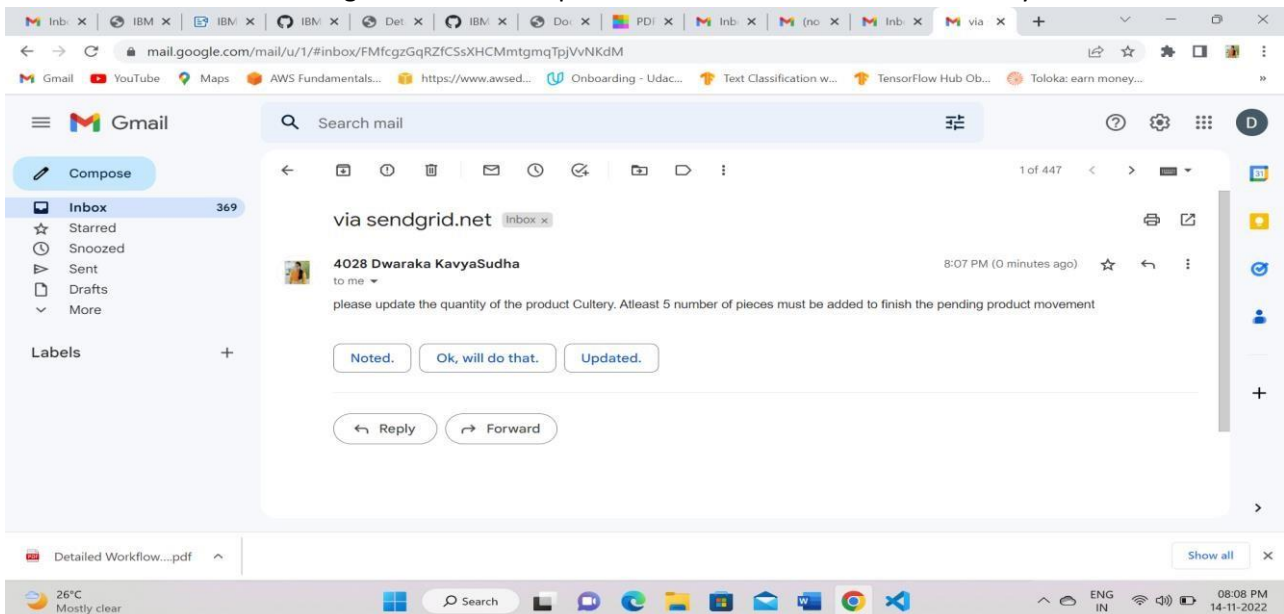 Inb
IBM
IBM
IBM
Det
IBM
Do
PDF
Inb
(no
Inb
via
mail.google.com/mail/u/1/#inbox/FMfcgzGqRZfCSsXHCMmtgmqTpjVvNKdM
Gmail YouTube Maps AWS Fundamentals... https://www.awsed... Onboarding - Udac... Text Classification w... TensorFlow Hub Ob... Toloka: earn money... »
Gmail
Search mail
D
Compose
1 of 447
31
Inbox 369
Starred
Snoozed
Sent
Drafts
More
Labels
via sendgrid.net Inbox x
4028 Dwaraka KavyaSudha 8:07 PM (0 minutes ago)
to me
please update the quantity of the product Cultery. Atleast 5 number of pieces must be added to finish the pending product movement
Noted. Ok, will do that. Updated.
Reply Forward
Detailed Workflow....pdf
Show all
26°C
Mostly clear
Search
ENG
IN
08:08 PM
14-11-2022